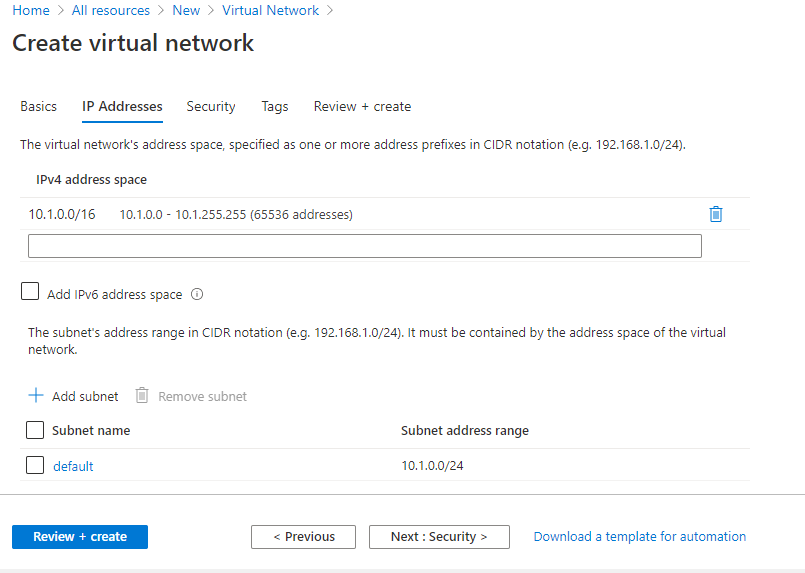 Home > All resources > New > Virtual Network >
Create virtual network
Basics IP Addresses Security Tags Review + create
The virtual network's address space, specified as one or more address prefixes in CIDR notation (e.g. 192.168.1.0/24).
IPv4 address space
10.1.0.0/16 10.1.0.0 - 10.1.255.255 (65536 addresses)
Add IPv6 address space
The subnet's address range in CIDR notation (e.g. 192.168.1.0/24). It must be contained by the address space of the virtual
network.
+ Add subnet Remove subnet
Subnet name Subnet address range
default 10.1.0.0/24
Review + create < Previous Next : Security > Download a template for automation